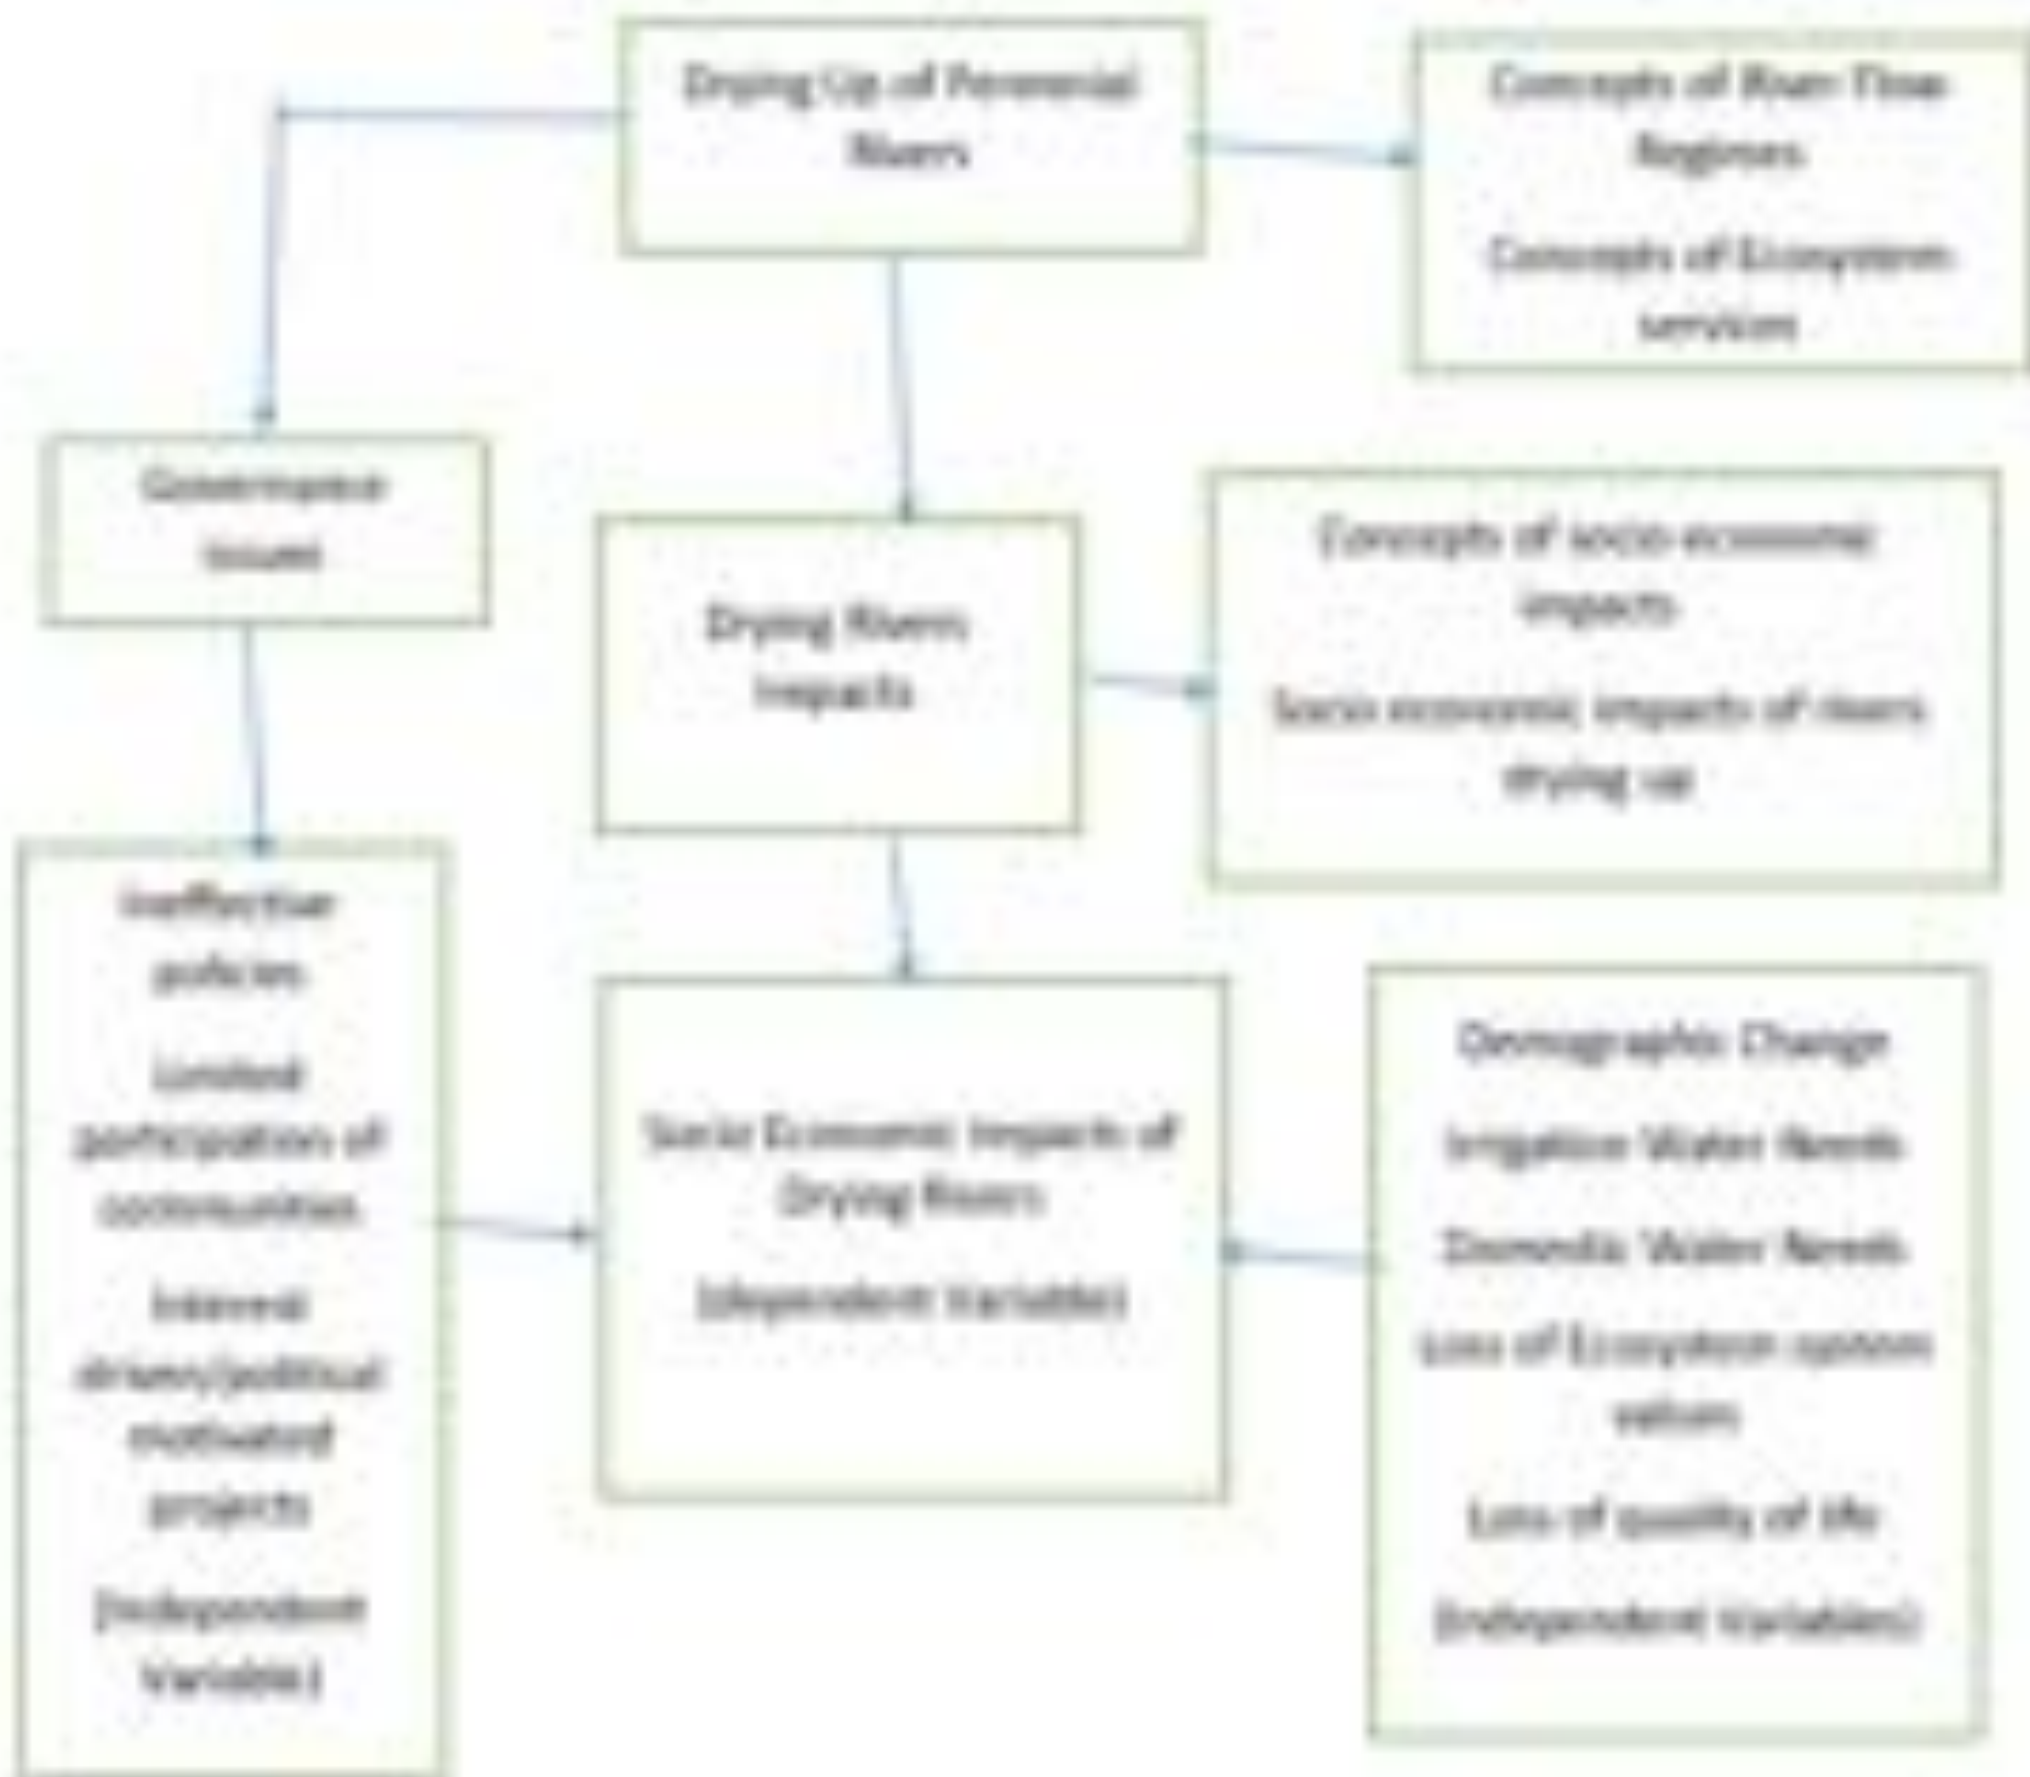 Drying Up of Perennial
Rivers
Concepts of River Flow
Regimes
Concepts of Ecosystem
services
Governance
issues
Drying Rivers
Impacts
Concepts of socio-economic
impacts
Socio economic impacts of rivers
drying up
Ineffective
policies
Limited
participation of
communities
Interest
driven/political
motivated
projects
(Independent
Variable)
Socio Economic Impacts of
Drying Rivers
(dependent Variable)
Demographic Change
Irrigation Water Needs
Domestic Water Needs
Loss of Ecosystem system
values
Loss of quality of life
(Independent Variables)